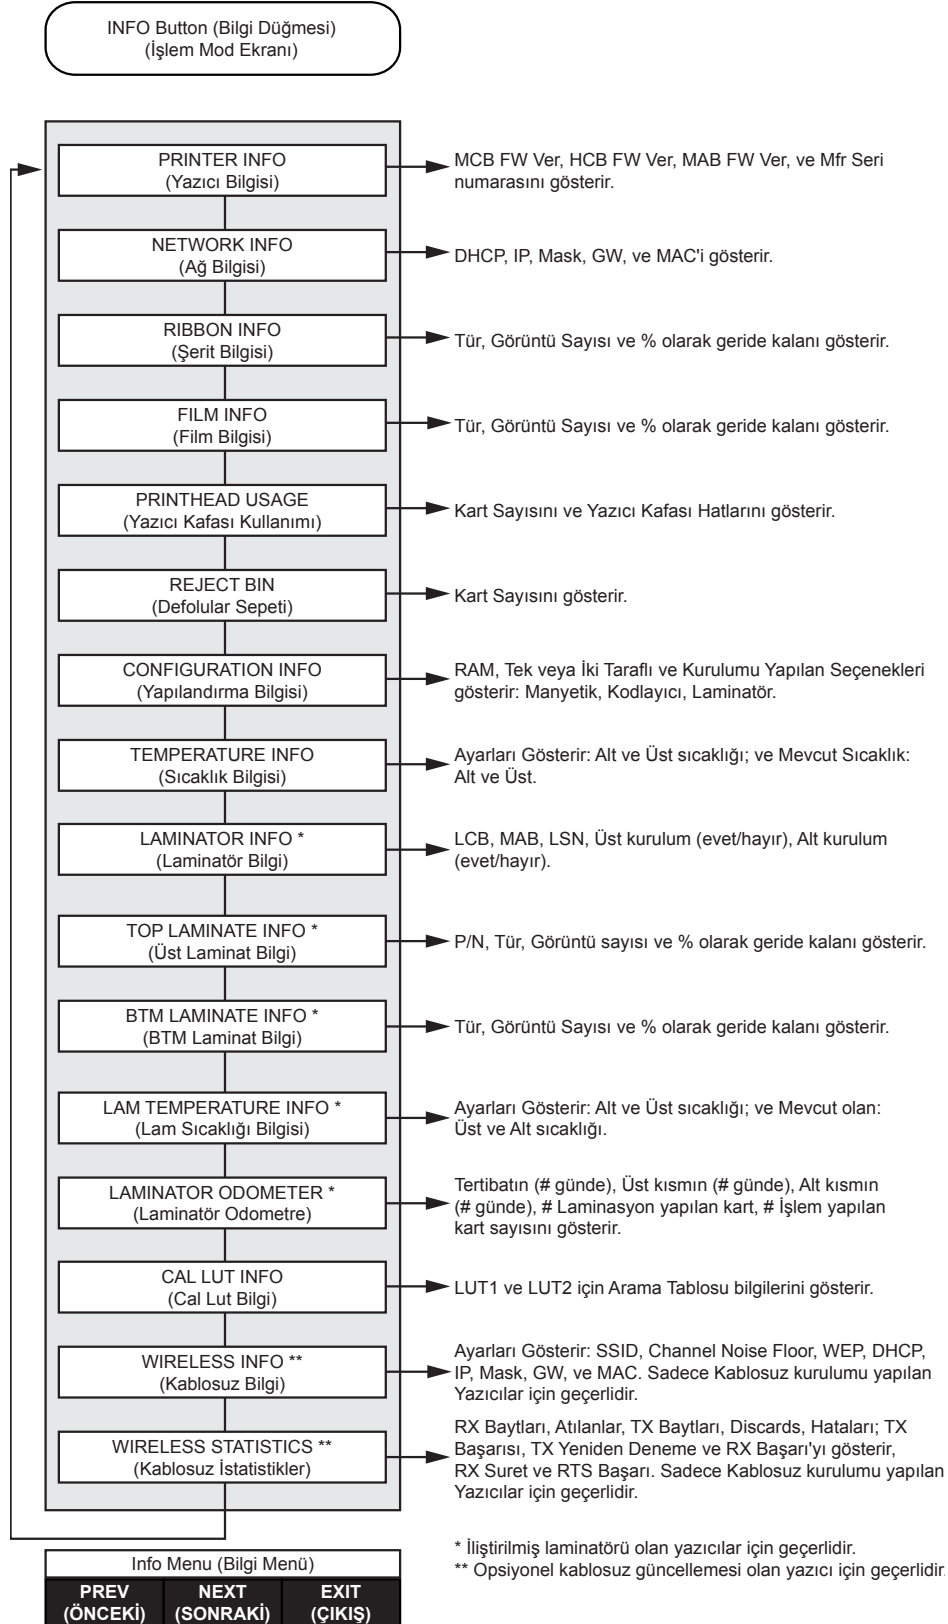 INFO Button (Bilgi Düğmesi)
(İşlem Mod Ekranı)
PRINTER INFO
(Yazıcı Bilgisi)
MCB FW Ver, HCB FW Ver, MAB FW Ver, ve Mfr Seri
numarasını gösterir.
NETWORK INFO
(Ağ Bilgisi)
DHCP, IP, Mask, GW, ve MAC'i gösterir.
RIBBON INFO
(Şerit Bilgisi)
Tür, Görüntü Sayısı ve % olarak geride kalanı gösterir.
FILM INFO
(Film Bilgisi)
Tür, Görüntü Sayısı ve % olarak geride kalanı gösterir.
PRINTHEAD USAGE
(Yazıcı Kafası Kullanımı)
Kart Sayısını ve Yazıcı Kafası Hatlarını gösterir.
REJECT BIN
(Defolular Sepeti)
Kart Sayısını gösterir.
CONFIGURATION INFO
(Yapılandırma Bilgisi)
RAM, Tek veya İki Taraflı ve Kurulumu Yapılan Seçenekleri
gösterir: Manyetik, Kodlayıcı, Laminatör.
TEMPERATURE INFO
(Sıcaklık Bilgisi)
Ayarları Gösterir: Alt ve Üst sıcaklığı; ve Mevcut Sıcaklık:
Alt ve Üst.
LAMINATOR INFO *
(Laminatör Bilgi)
LCB, MAB, LSN, Üst kurulum (evet/hayır), Alt kurulum
(evet/hayır).
TOP LAMINATE INFO *
(Üst Laminat Bilgi)
P/N, Tür, Görüntü sayısı ve % olarak geride kalanı gösterir.
BTM LAMINATE INFO *
(BTM Laminat Bilgi)
Tür, Görüntü Sayısı ve % olarak geride kalanı gösterir.
LAM TEMPERATURE INFO *
(Lam Sıcaklığı Bilgisi)
Ayarları Gösterir: Alt ve Üst sıcaklığı; ve Mevcut olan:
Üst ve Alt sıcaklığı.
LAMINATOR ODOMETER *
(Laminatör Odometre)
Tertibatın (# günde), Üst kısmın (# günde), Alt kısmın
(# günde), # Laminasyon yapılan kart, # İşlem yapılan
kart sayısını gösterir.
CAL LUT INFO
(Cal Lut Bilgi)
LUT1 ve LUT2 için Arama Tablosu bilgilerini gösterir.
WIRELESS INFO **
(Kablosuz Bilgi)
Ayarları Gösterir: SSID, Channel Noise Floor, WEP, DHCP,
IP, Mask, GW, ve MAC. Sadece Kablosuz kurulumu yapılan
Yazıcılar için geçerlidir.
WIRELESS STATISTICS **
(Kablosuz İstatistikler)
RX Baytları, Atılanlar, TX Baytları, Discards, Hataları; TX
Başarısı, TX Yeniden Deneme ve RX Başarı'yı gösterir,
RX Suret ve RTS Başarı. Sadece Kablosuz kurulumu yapılan
Yazıcılar için geçerlidir.
* İliştirilmiş laminatörü olan yazıcılar için geçerlidir.
** Opsiyonel kablosuz güncellemesi olan yazıcı için geçerlidir.
Info Menu (Bilgi Menü)
PREV NEXT EXIT
(ÖNCEKİ) (SONRAKİ) (ÇIKIŞ)